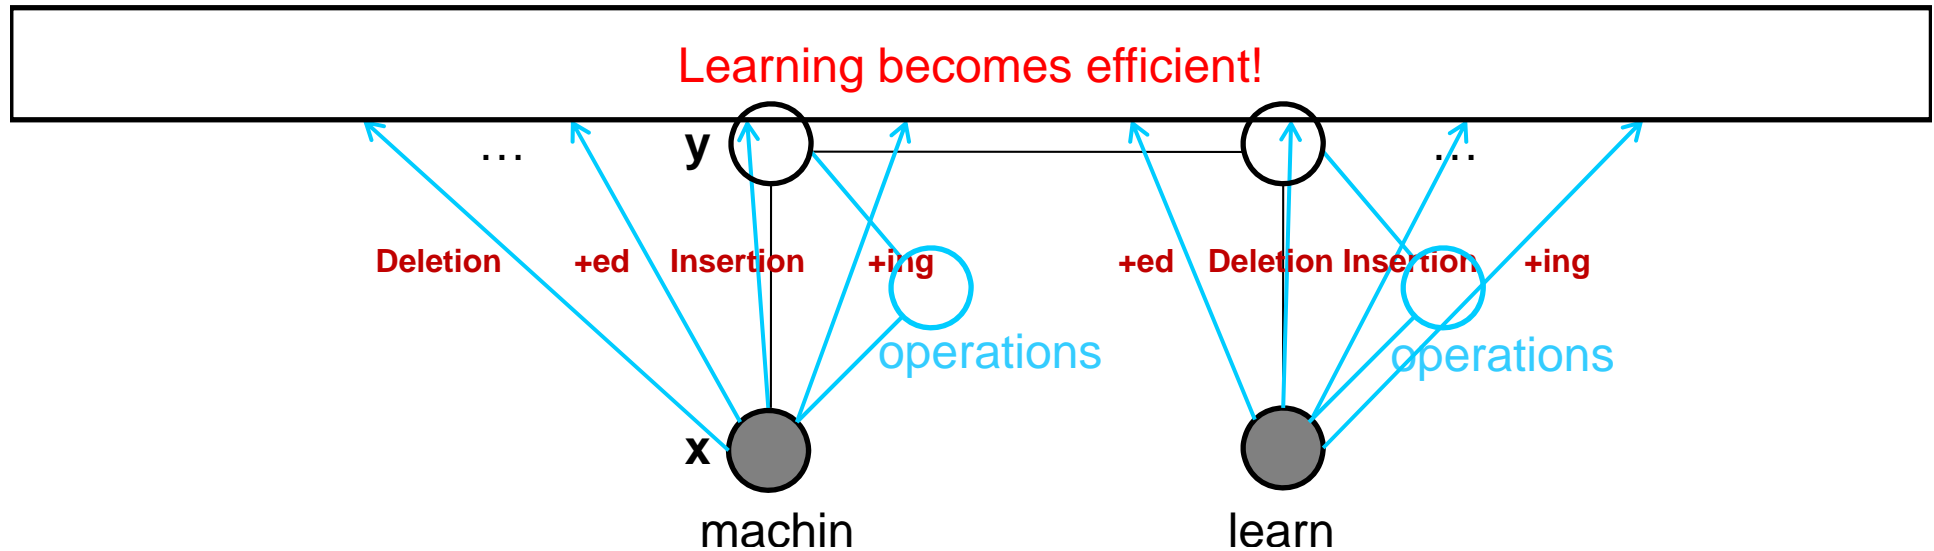 Learning becomes efficient!
… y …
Deletion +ed Insertion +ing +ed Deletion Insertion +ing
operations operations
x
machin learn